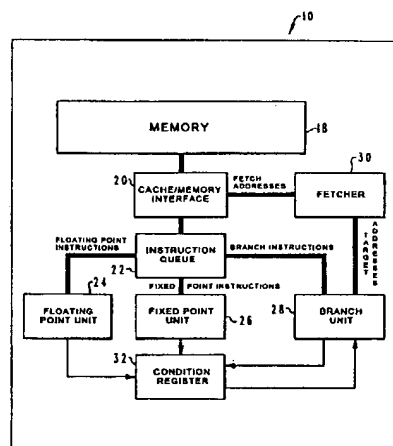 10
MEMORY
18
20
30
CACHE/MEMORY
INTERFACE
FETCH
ADDRESSES
FETCHER
FLOATING POINT
INSTRUCTIONS
INSTRUCTION
QUEUE
BRANCH INSTRUCTIONS
TARGET
ADDRESSES
22
24
FIXED POINT INSTRUCTIONS
FLOATING
POINT UNIT
FIXED POINT
UNIT
26
28
BRANCH
UNIT
32
CONDITION
REGISTER